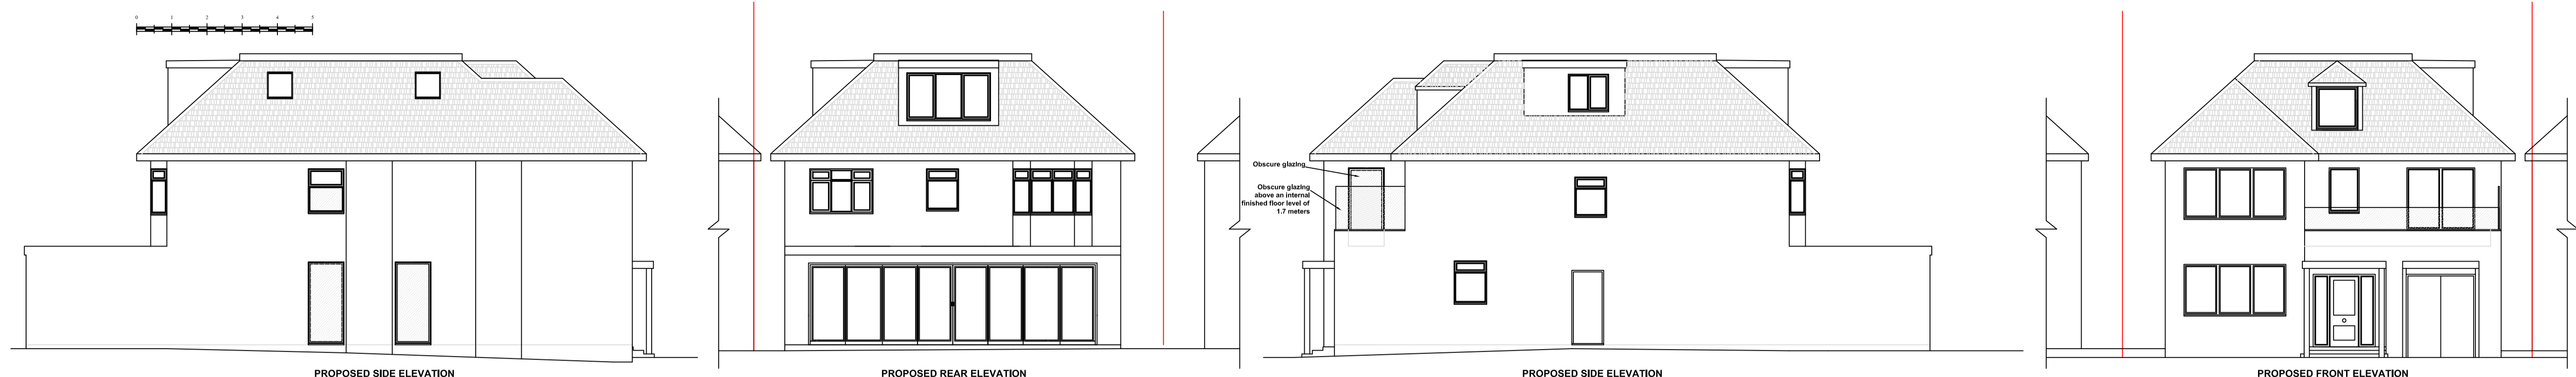 0 1 2 3 4 5
Obscure glazing
Obscure glazing
above an internal
finished floor level of
1.7 meters
PROPOSED SIDE ELEVATION
PROPOSED REAR ELEVATION
PROPOSED SIDE ELEVATION
PROPOSED FRONT ELEVATION